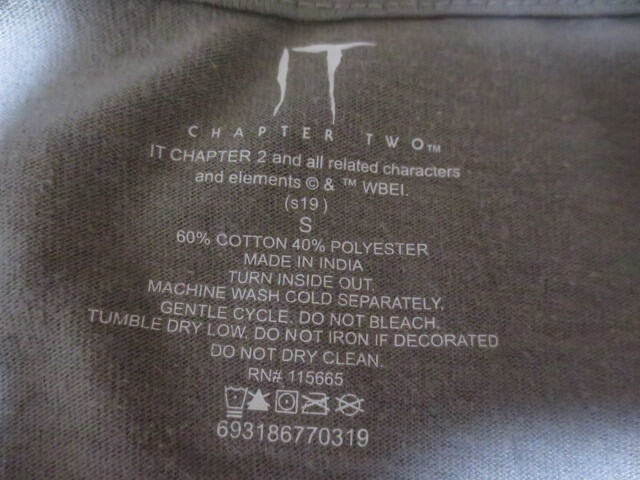 IT
CHAPTER TWO™
IT CHAPTER 2 and all related characters
and elements © & ™ WBEI.
(s19 )
S
60% COTTON 40% POLYESTER
MADE IN INDIA
TURN INSIDE OUT.
MACHINE WASH COLD SEPARATELY.
GENTLE CYCLE. DO NOT BLEACH.
TUMBLE DRY LOW. DO NOT IRON IF DECORATED
DO NOT DRY CLEAN.
RN# 115665
693186770319